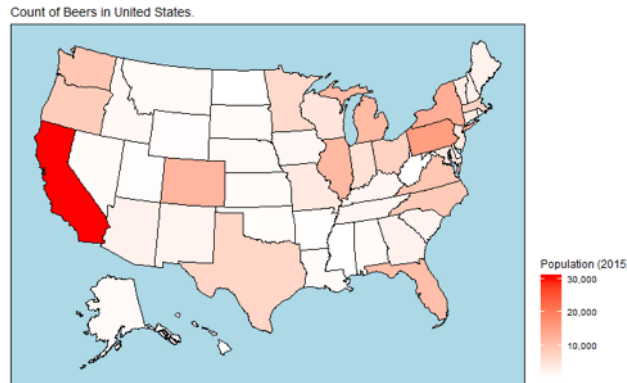 Count of Beers in United States.
Population (2015
30,000
20,000
10,000